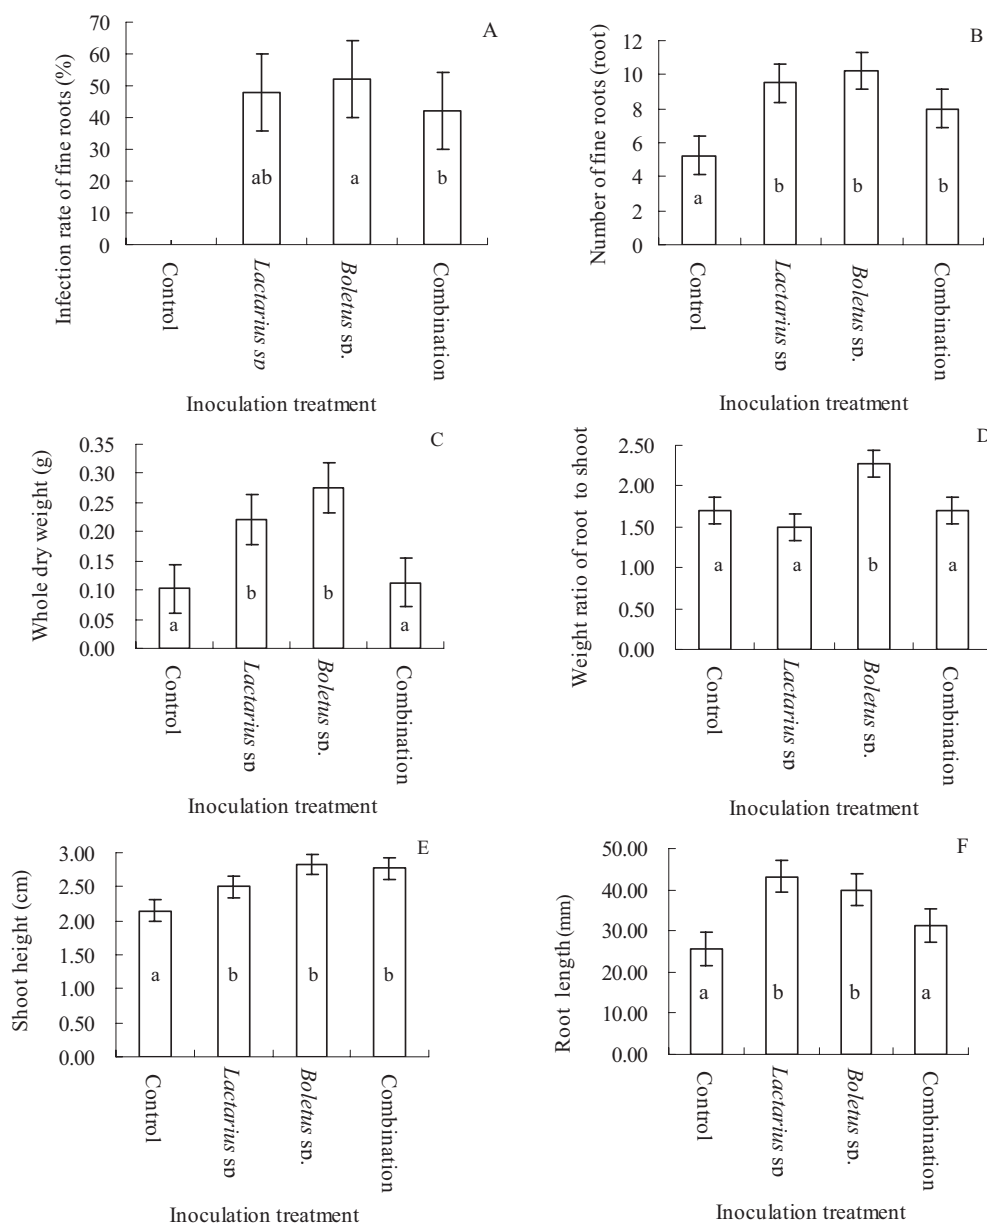 A
Infection rate of fine roots (%)
70
60
50
40
30
20
10
0
ab
a
b
Control
Lactarius sp
Boletus sp.
Combination
Inoculation treatment
B
Number of fine roots (root)
12
10
8
6
4
2
0
a
b
b
b
Control
Lactarius sp
Boletus sp.
Combination
Inoculation treatment
C
Whole dry weight (g)
0.35
0.30
0.25
0.20
0.15
0.10
0.05
0.00
a
b
b
a
Control
Lactarius sp
Boletus sp.
Combination
Inoculation treatment
D
Weight ratio of root to shoot
2.50
2.00
1.50
1.00
0.50
0.00
a
a
b
a
Control
Lactarius sp
Boletus sp.
Combination
Inoculation treatment
E
Shoot height (cm)
3.00
2.50
2.00
1.50
1.00
0.50
0.00
a
b
b
b
Control
Lactarius sp
Boletus sp.
Combination
Inoculation treatment
F
Root length (mm)
50.00
40.00
30.00
20.00
10.00
0.00
a
b
b
a
Control
Lactarius sp
Boletus sp.
Combination
Inoculation treatment